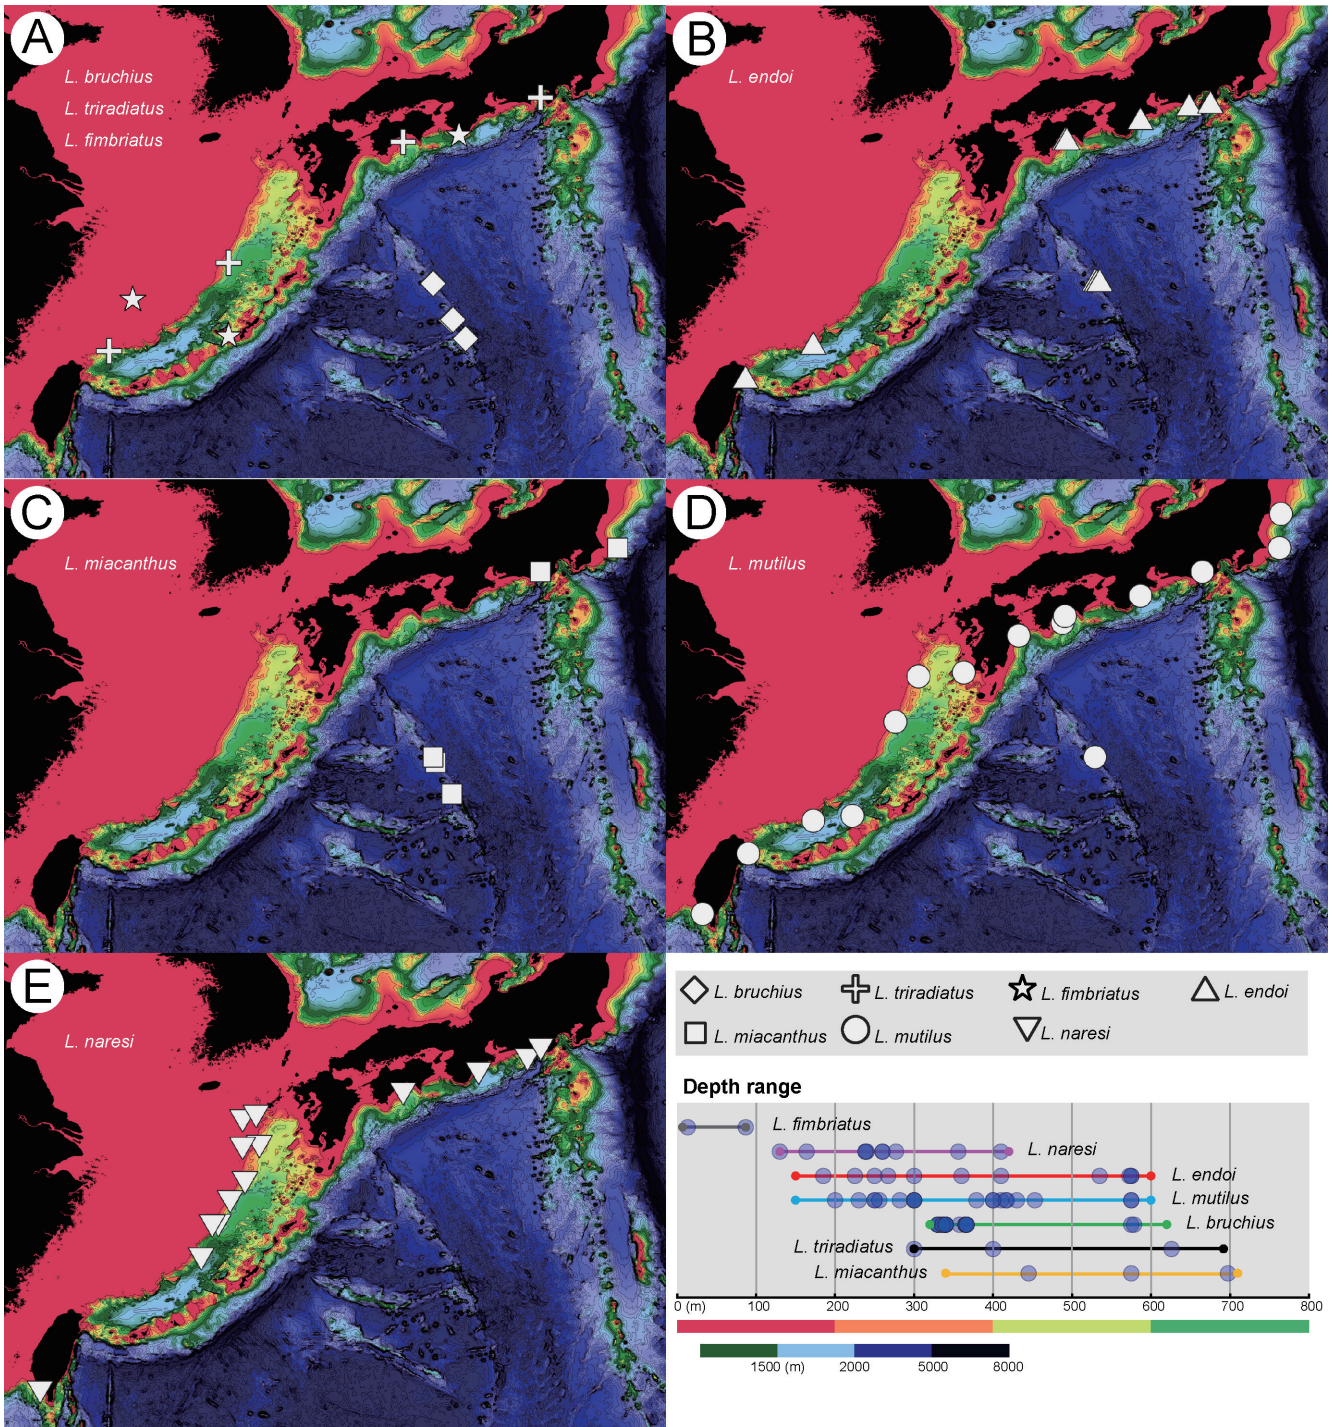 A
L. bruchius
L. triradiatus
L. fimbriatus
B
L. endoi
C
L. miacanthus
D
L. mutilus
E
L. naresi
L. bruchius L. triradiatus L. fimbriatus L. endoi
L. miacanthus L. mutilus L. naresi
Depth range
L. fimbriatus
L. naresi
L. endoi
L. mutilus
L. bruchius
L. triradiatus
L. miacanthus
0 (m) 100 200 300 400 500 600 700 800
1500 (m) 2000 5000 8000